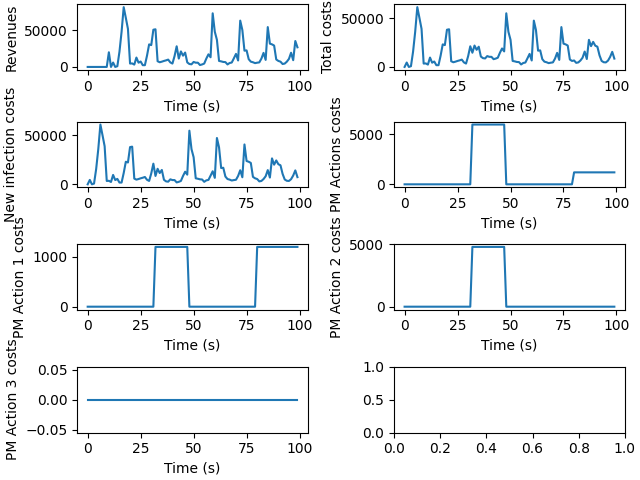 Revenues
50000
0
0 25 50 75 100
Time (s)
Total costs
50000
0
0 25 50 75 100
Time (s)
New infection costs
50000
0
0 25 50 75 100
Time (s)
PM Actions costs
5000
0
0 25 50 75 100
Time (s)
PM Action 1 costs
1000
0
0 25 50 75 100
Time (s)
PM Action 2 costs
5000
0
0 25 50 75 100
Time (s)
PM Action 3 costs
0.05
0.00
−0.05
0 25 50 75 100
Time (s)
1.0
0.5
0.0
0.0 0.2 0.4 0.6 0.8 1.0